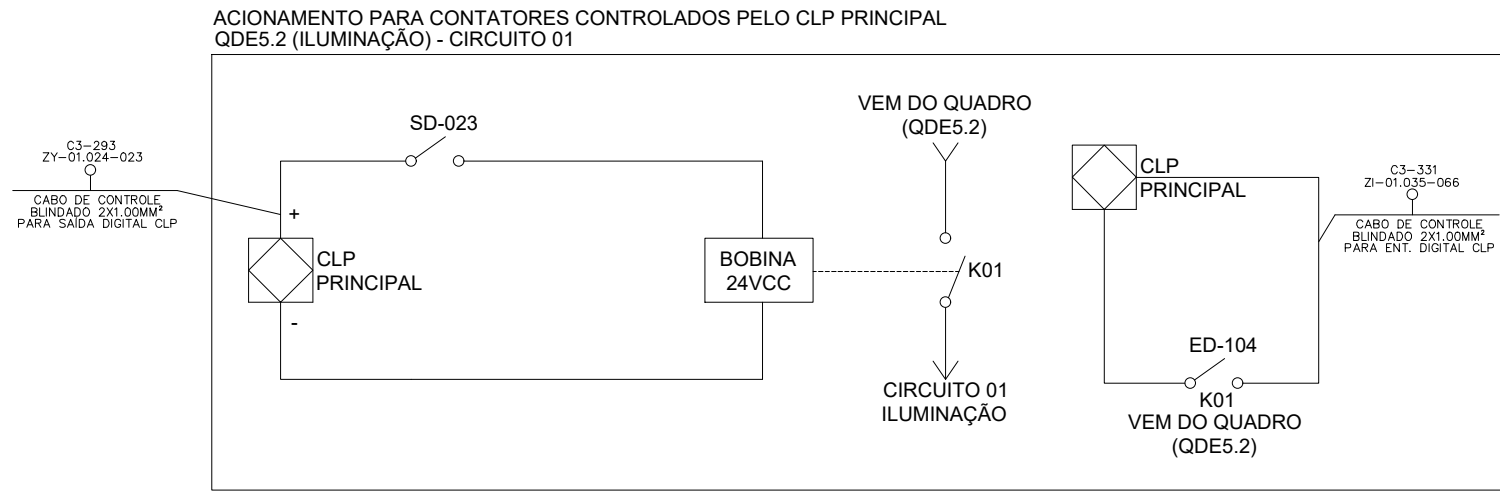 ACIONAMENTO PARA CONTATORES CONTROLADOS PELO CLP PRINCIPAL
QDE5.2 (ILUMINAÇÃO) - CIRCUITO 01
C3-293
ZY-01.024-023
CABO DE CONTROLE
BLINDADO 2X1.00MM²
PARA SAÍDA DIGITAL CLP
SD-023
+
CLP
PRINCIPAL
-
BOBINA
24VCC
VEM DO QUADRO
(QDE5.2)
K01
CIRCUITO 01
ILUMINAÇÃO
CLP
PRINCIPAL
ED-104
K01
VEM DO QUADRO
(QDE5.2)
C3-331
ZI-01.035-066
CABO DE CONTROLE
BLINDADO 2X1.00MM²
PARA ENT. DIGITAL CLP